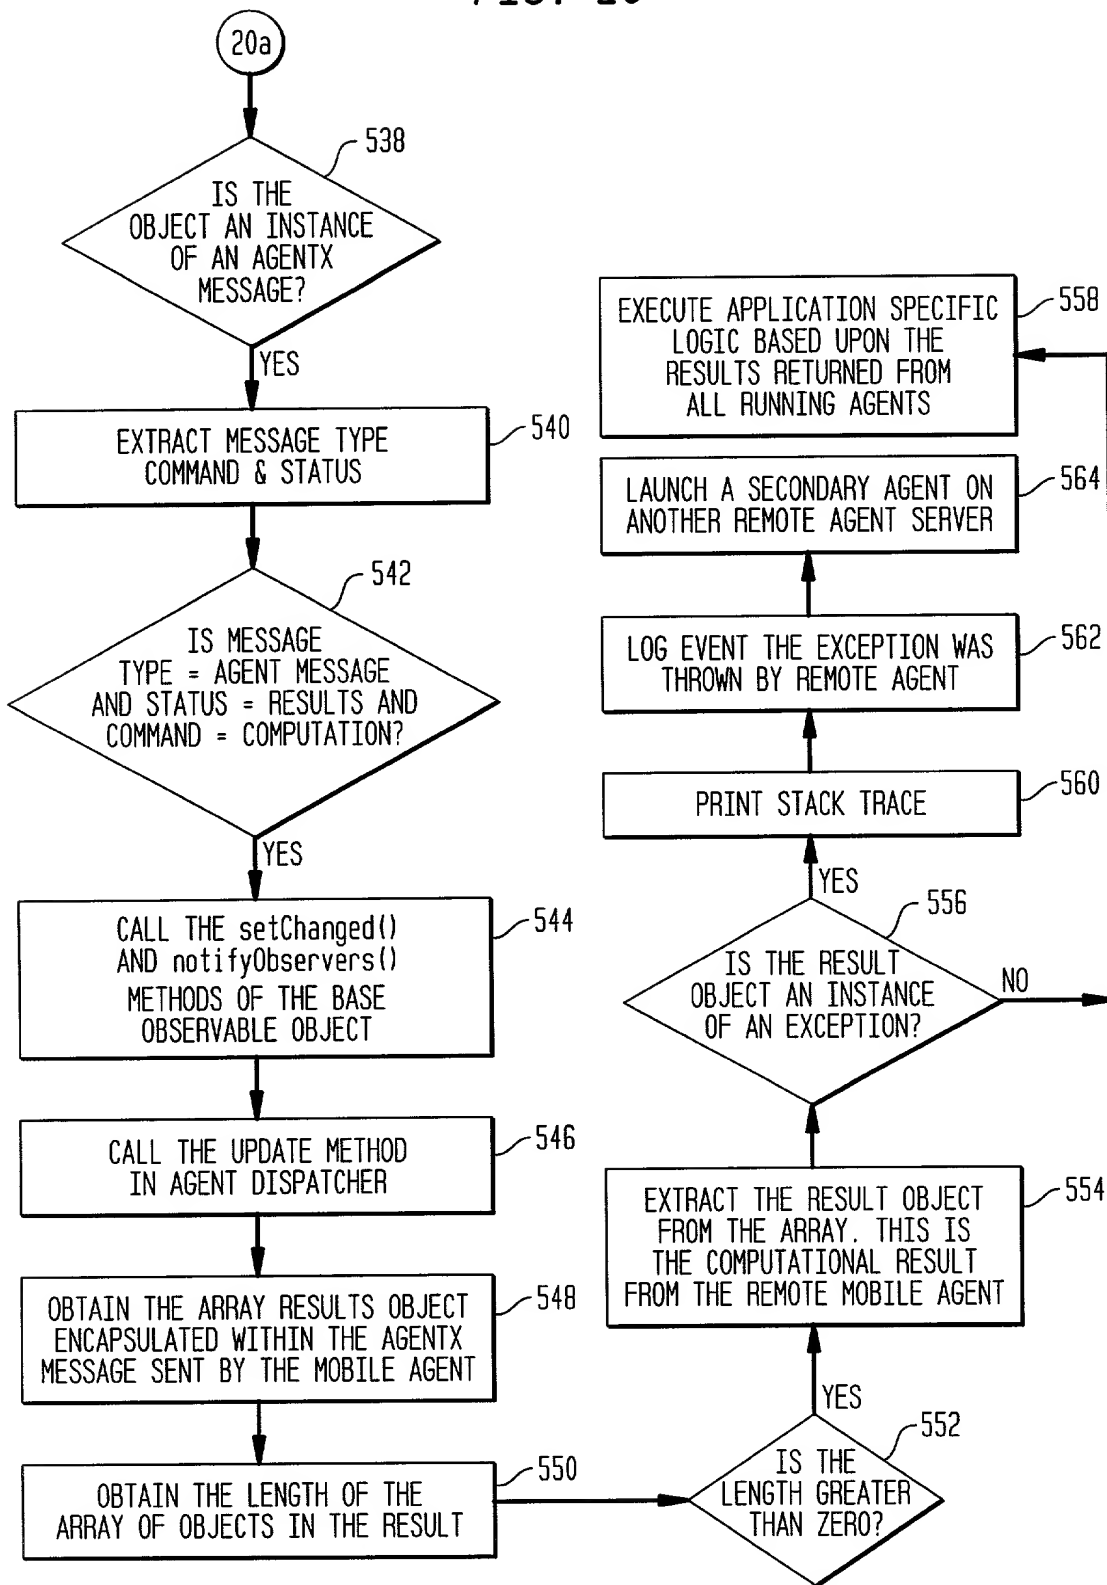 20a
538
IS THE
OBJECT AN INSTANCE
OF AN AGENTX
MESSAGE?
YES
EXTRACT MESSAGE TYPE
COMMAND & STATUS
540
542
IS MESSAGE
TYPE = AGENT MESSAGE
AND STATUS = RESULTS AND
COMMAND = COMPUTATION?
YES
CALL THE setChanged()
AND notifyObservers()
METHODS OF THE BASE
OBSERVABLE OBJECT
544
CALL THE UPDATE METHOD
IN AGENT DISPATCHER
546
OBTAIN THE ARRAY RESULTS OBJECT
ENCAPSULATED WITHIN THE AGENTX
MESSAGE SENT BY THE MOBILE AGENT
548
OBTAIN THE LENGTH OF THE
ARRAY OF OBJECTS IN THE RESULT
550
552
IS THE
LENGTH GREATER
THAN ZERO?
YES
EXTRACT THE RESULT OBJECT
FROM THE ARRAY. THIS IS
THE COMPUTATIONAL RESULT
FROM THE REMOTE MOBILE AGENT
554
556
IS THE RESULT
OBJECT AN INSTANCE
OF AN EXCEPTION?
NO
YES
PRINT STACK TRACE
560
LOG EVENT THE EXCEPTION WAS
THROWN BY REMOTE AGENT
562
LAUNCH A SECONDARY AGENT ON
ANOTHER REMOTE AGENT SERVER
564
EXECUTE APPLICATION SPECIFIC
LOGIC BASED UPON THE
RESULTS RETURNED FROM
ALL RUNNING AGENTS
558